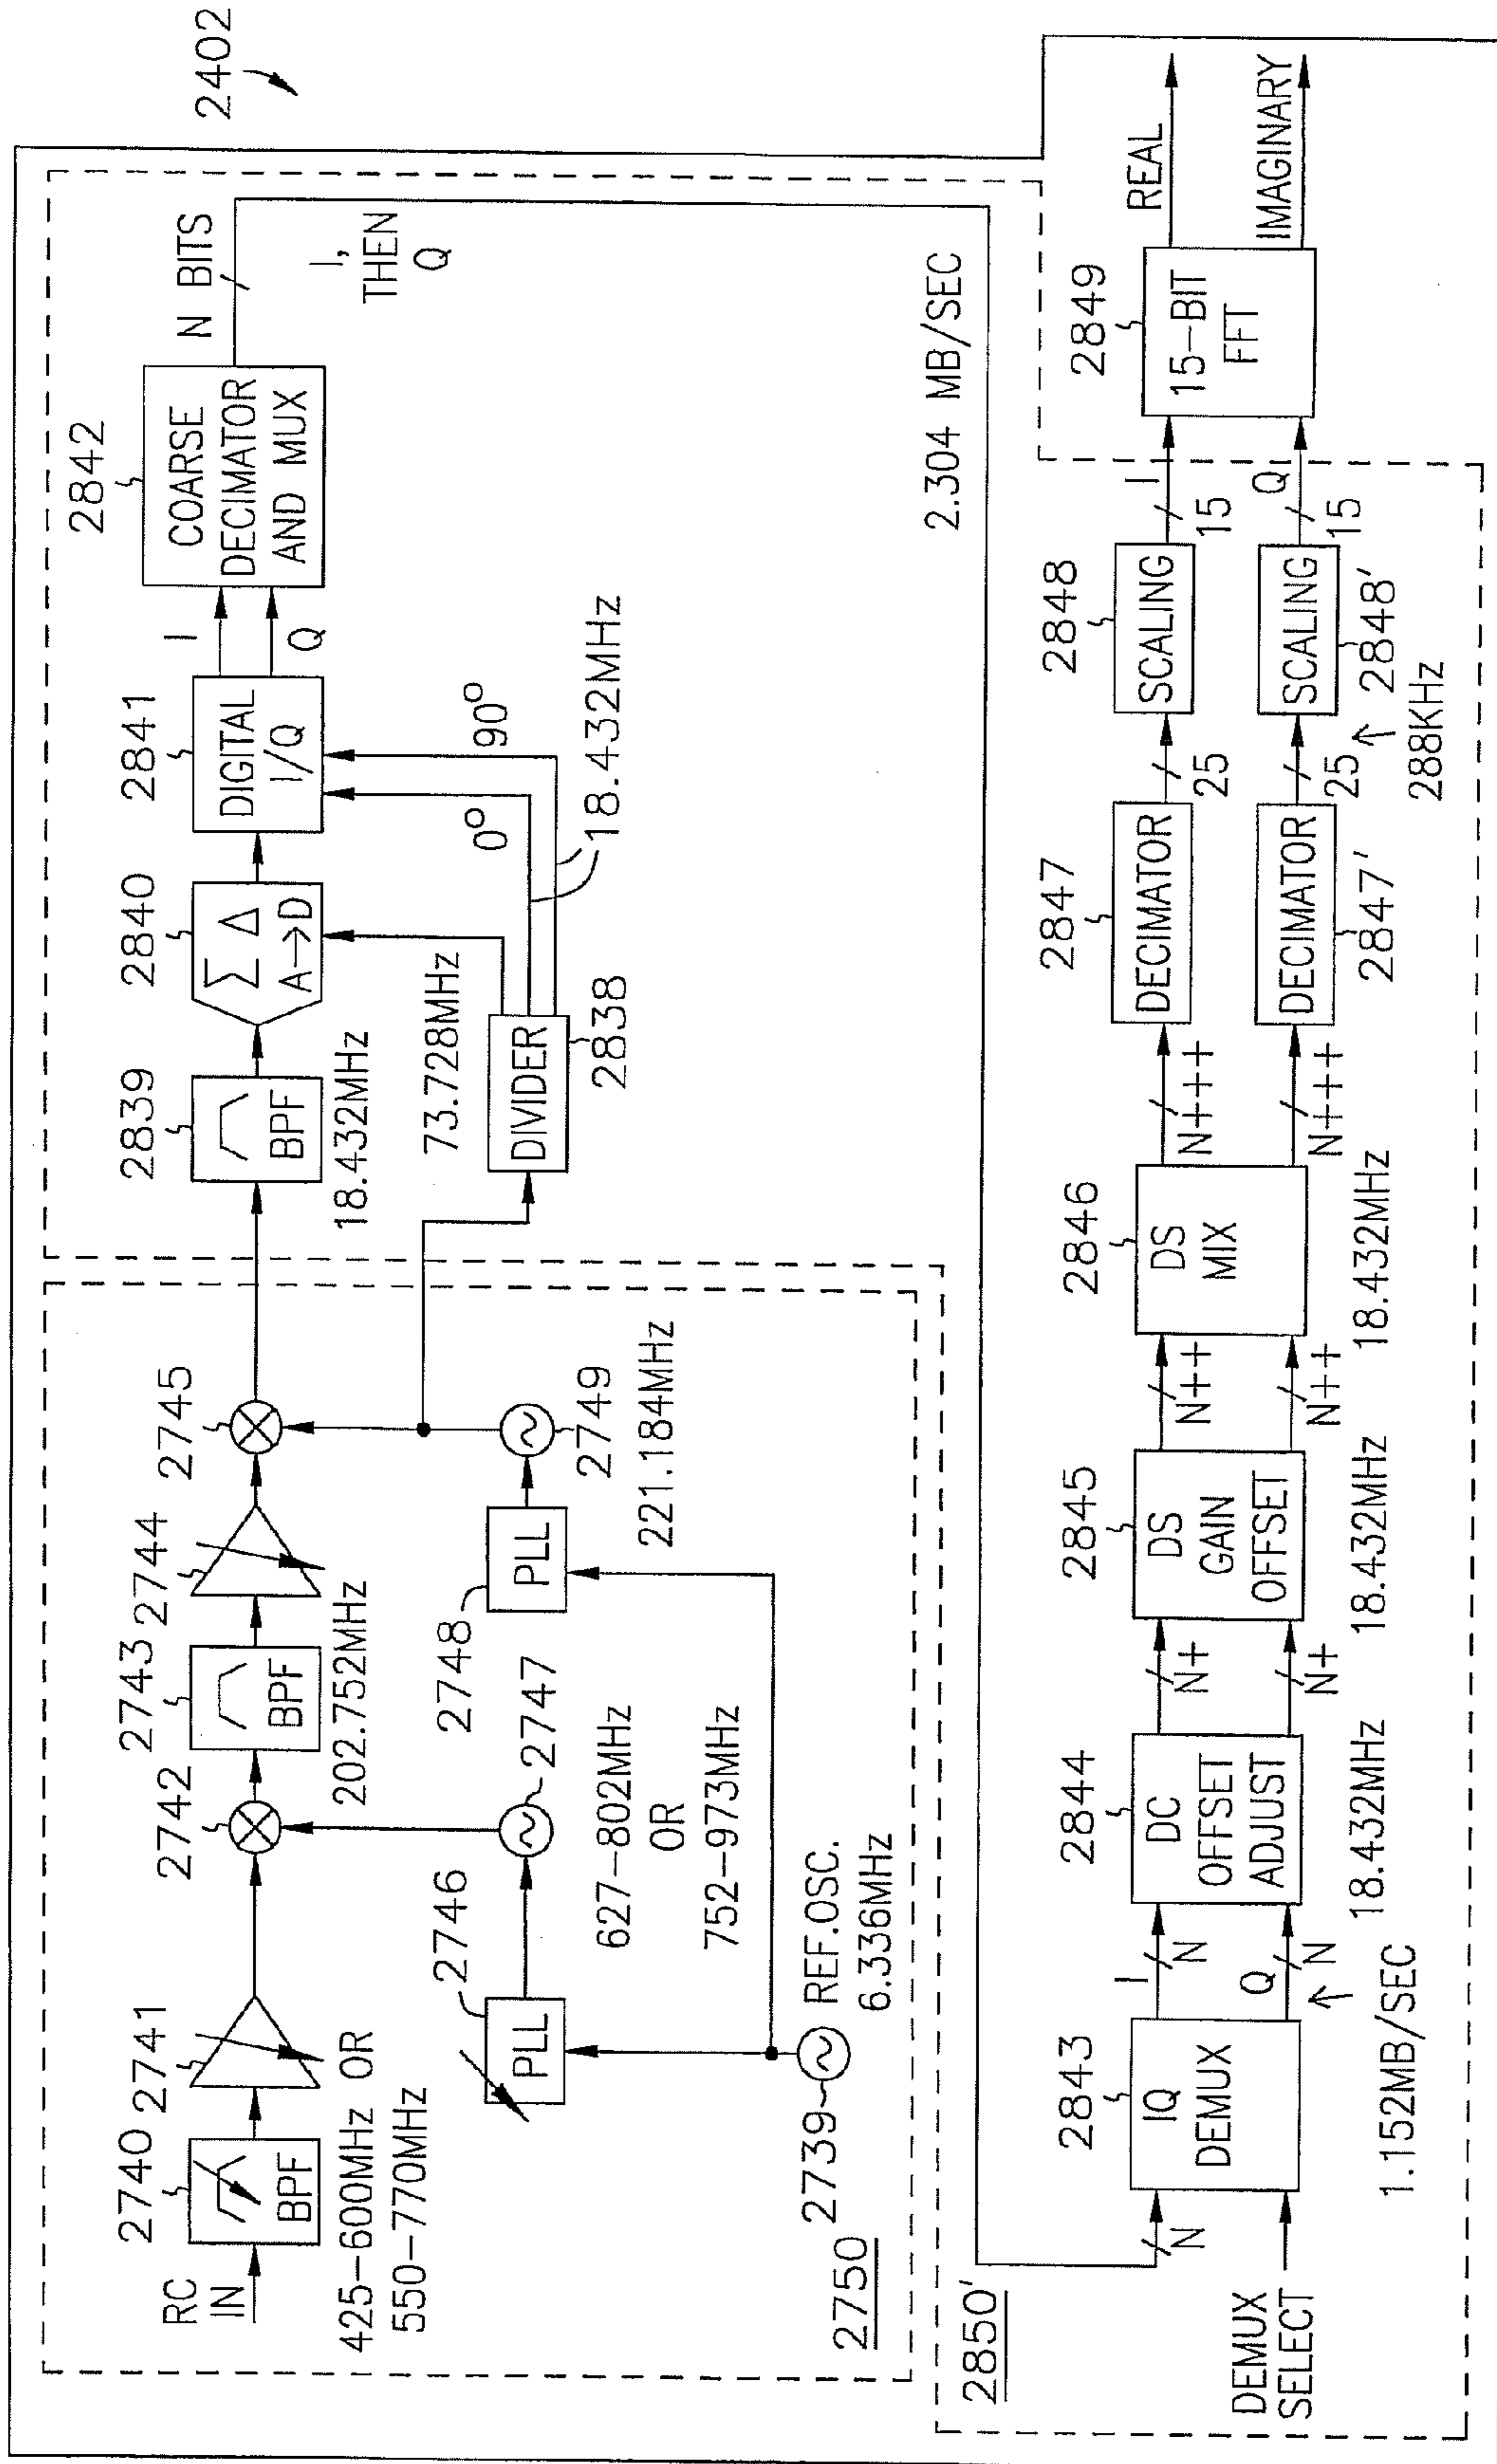 2402
RC
IN
2740
BPF
425–600MHz OR
550–770MHz
2741
2742
2743
BPF
202.752MHz
2744
2745
2746
PLL
2747
627–802MHz
OR
752–973MHz
2748
PLL
2749
221.184MHz
2739
REF.OSC.
6.336MHz
2750
2839
BPF
18.432MHz
2840
Σ Δ
A→D
2841
DIGITAL
I/Q
I
Q
2842
COARSE
DECIMATOR
AND MUX
N BITS
I,
THEN
Q
73.728MHz
DIVIDER
2838
0°
90°
18.432MHz
2.304 MB/SEC
2850'
N
DEMUX
SELECT
2843
IQ
DEMUX
I
N
Q
N
1.152MB/SEC
2844
DC
OFFSET
ADJUST
18.432MHz
N+
N+
2845
DS
GAIN
OFFSET
18.432MHz
N++
N++
2846
DS
MIX
18.432MHz
N+++
N+++
2847
DECIMATOR
DECIMATOR
2847'
25
25
288KHz
2848
SCALING
SCALING
2848'
I
15
Q
15
2849
15–BIT
FFT
REAL
IMAGINARY